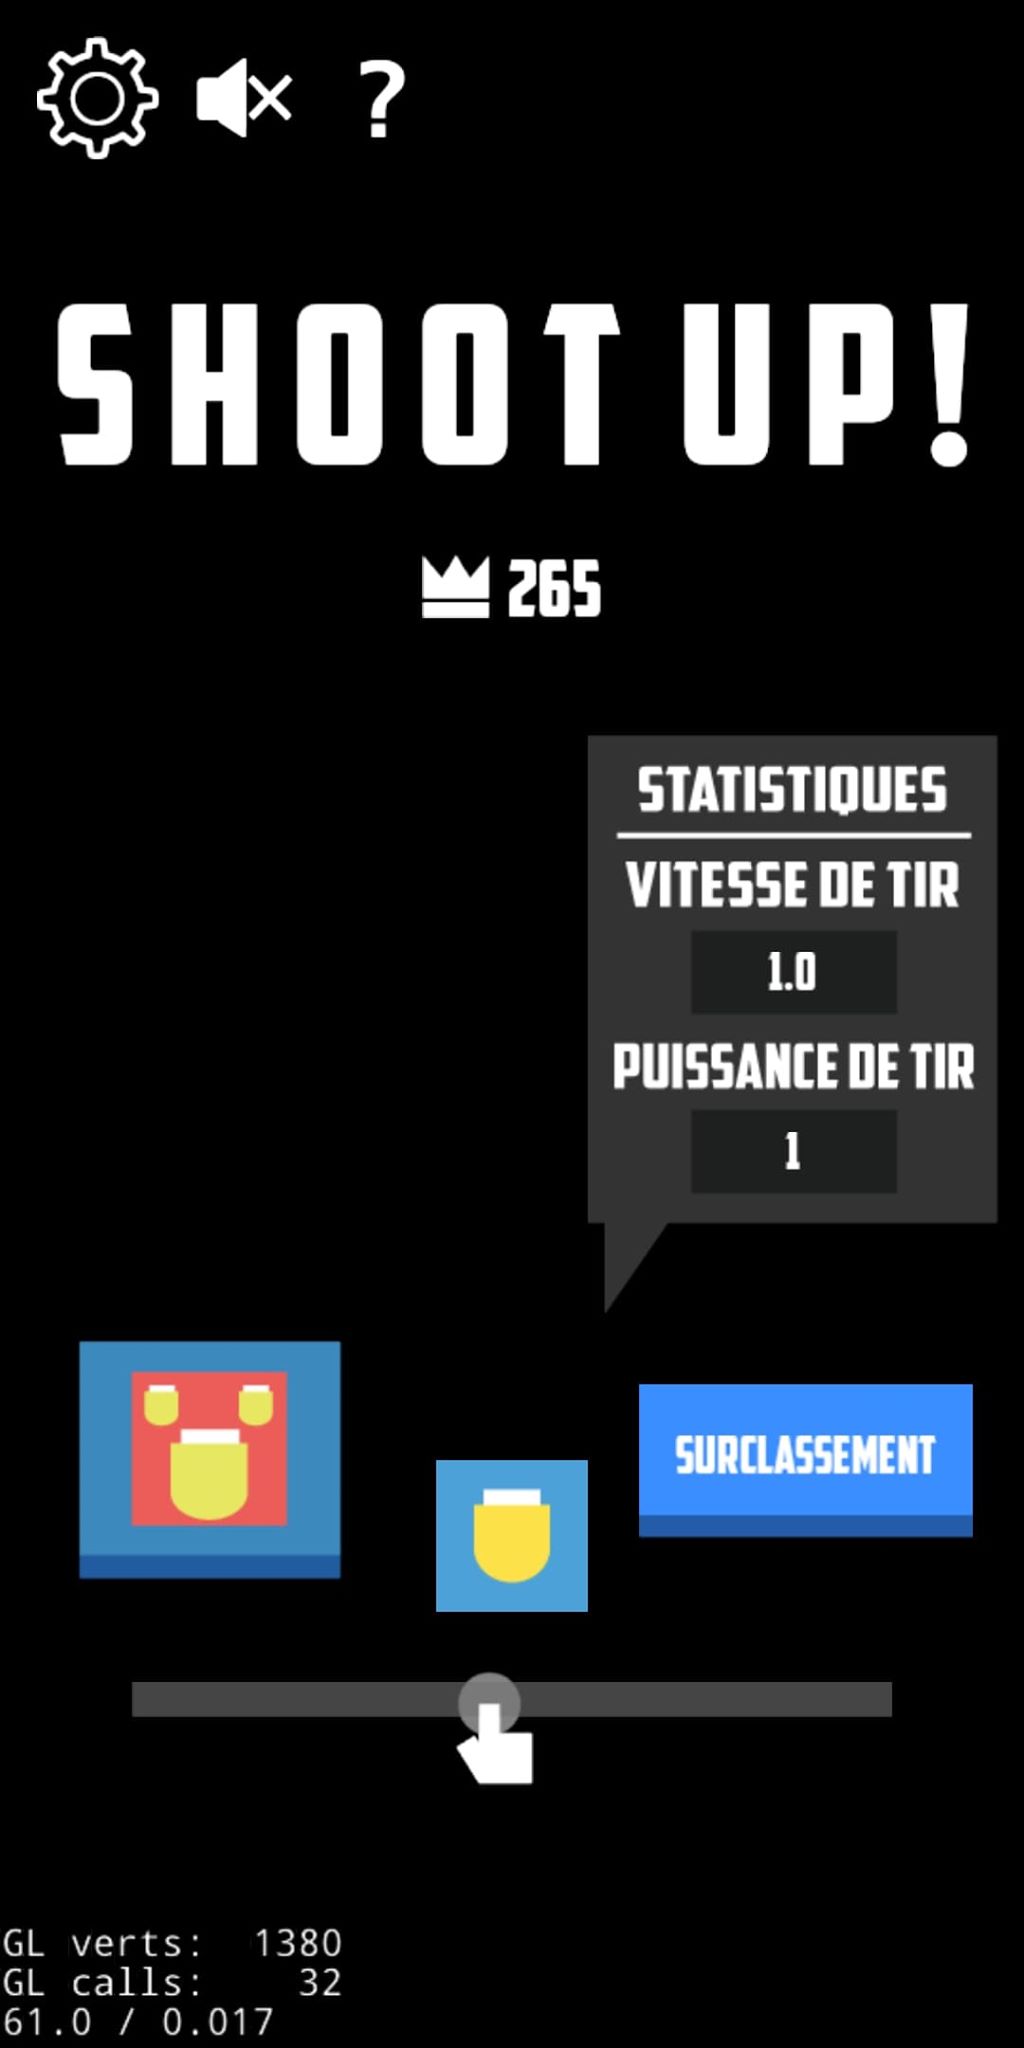 ?
SHOOT UP!
265
STATISTIQUES
VITESSE DE TIR
1.0
PUISSANCE DE TIR
1
SURCLASSEMENT
GL verts: 1380
GL calls: 32
61.0 / 0.017